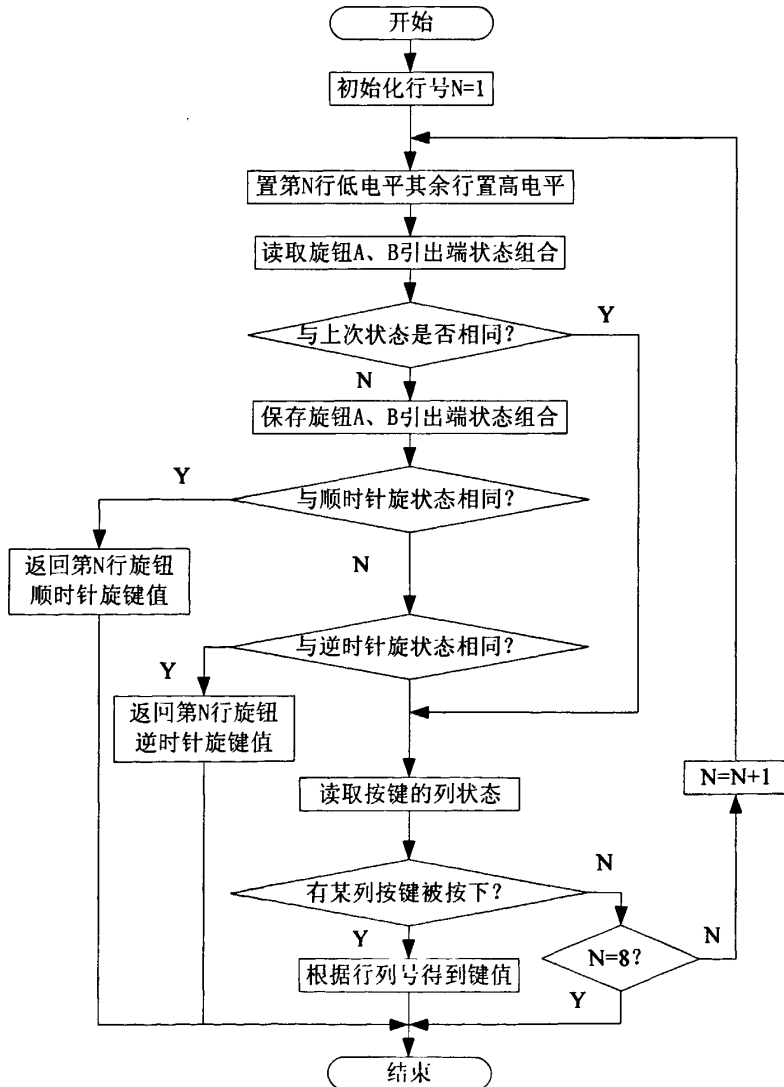 开始
初始化行号N=1
置第N行低电平其余行置高电平
读取旋钮A、B引出端状态组合
与上次状态是否相同?
Y
N
保存旋钮A、B引出端状态组合
Y
与顺时针旋状态相同?
返回第N行旋钮
顺时针旋键值
N
与逆时针旋状态相同?
Y
返回第N行旋钮
逆时针旋键值
N=N+1
读取按键的列状态
N
有某列按键被按下?
Y
N=8?
N
根据行列号得到键值
Y
结束